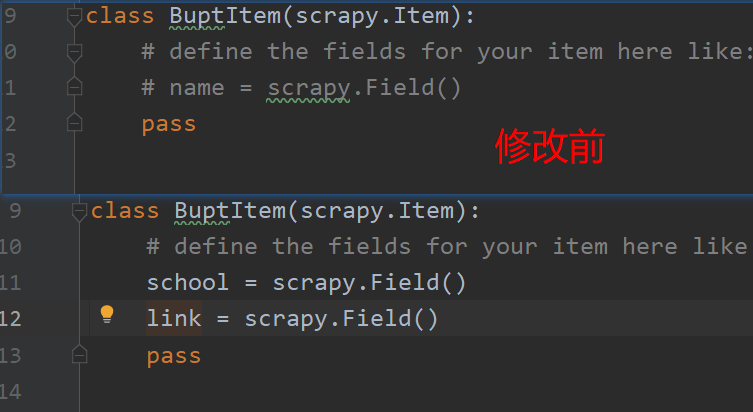 9 class BuptItem(scrapy.Item):
0 # define the fields for your item here like:
1 # name = scrapy.Field()
2 pass
修改前
3
9 class BuptItem(scrapy.Item):
10 # define the fields for your item here like
11 school = scrapy.Field()
12 link = scrapy.Field()
13 pass
14